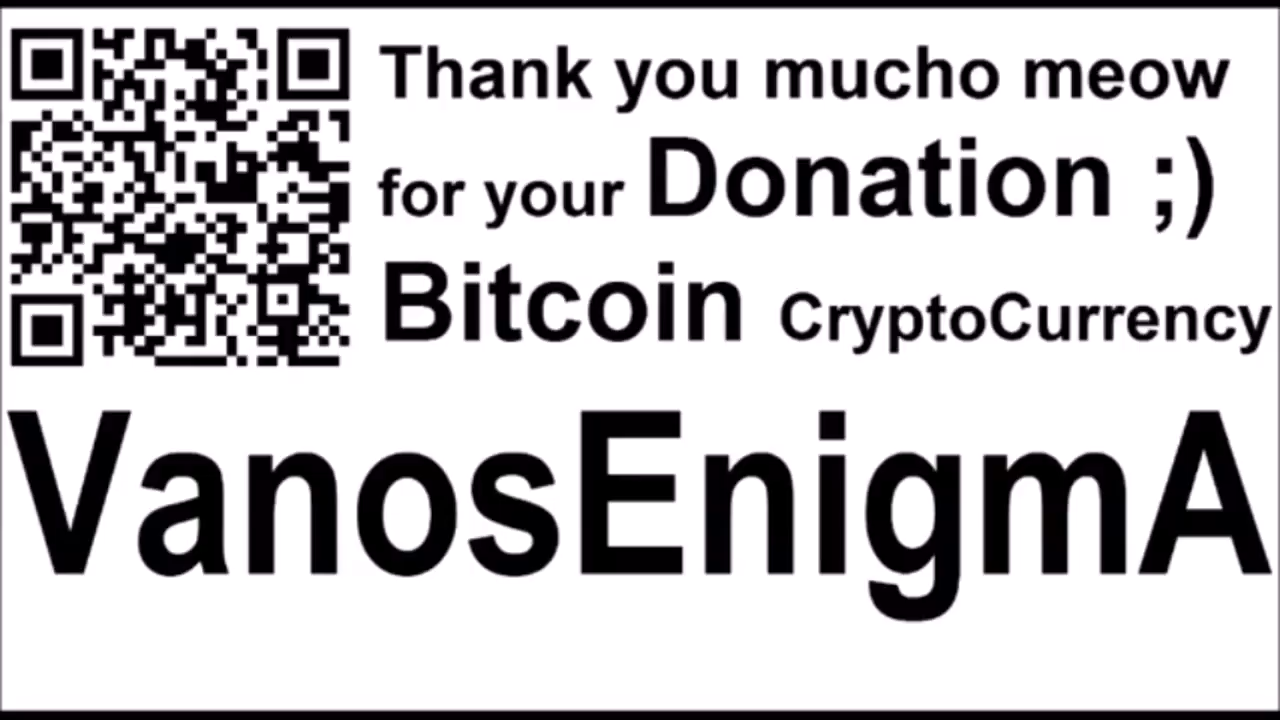 Thank you mucho meow
for your Donation ;)
Bitcoin CryptoCurrency
VanosEnigmA